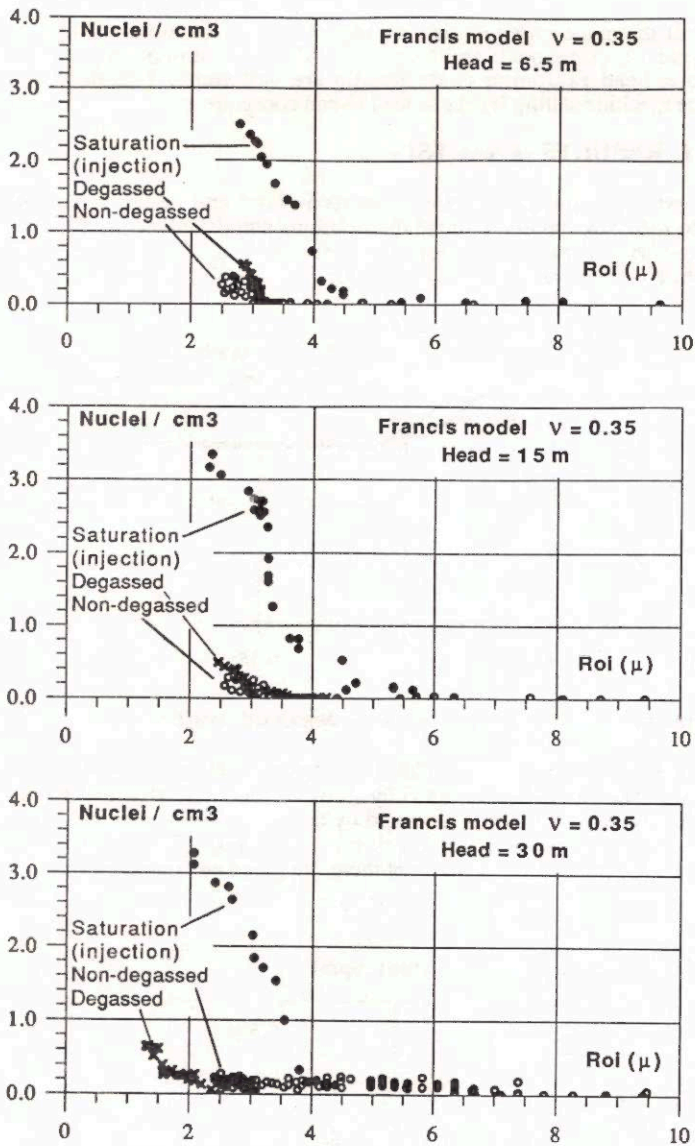 4.0
3.0
2.0
1.0
0.0
Nuclei / cm3
Francis model ν = 0.35
Head = 6.5 m
Saturation
(injection)
Degassed
Non-degassed
Roi (μ)
0 2 4 6 8 10
4.0
3.0
2.0
1.0
0.0
Nuclei / cm3
Francis model ν = 0.35
Head = 15 m
Saturation
(injection)
Degassed
Non-degassed
Roi (μ)
0 2 4 6 8 10
4.0
3.0
2.0
1.0
0.0
Nuclei / cm3
Francis model ν = 0.35
Head = 30 m
Saturation
(injection)
Non-degassed
Degassed
Roi (μ)
0 2 4 6 8 10